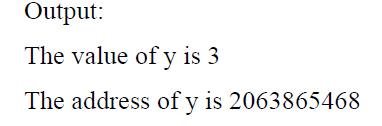 Output:
The value of y is 3
The address of y is 2063865468